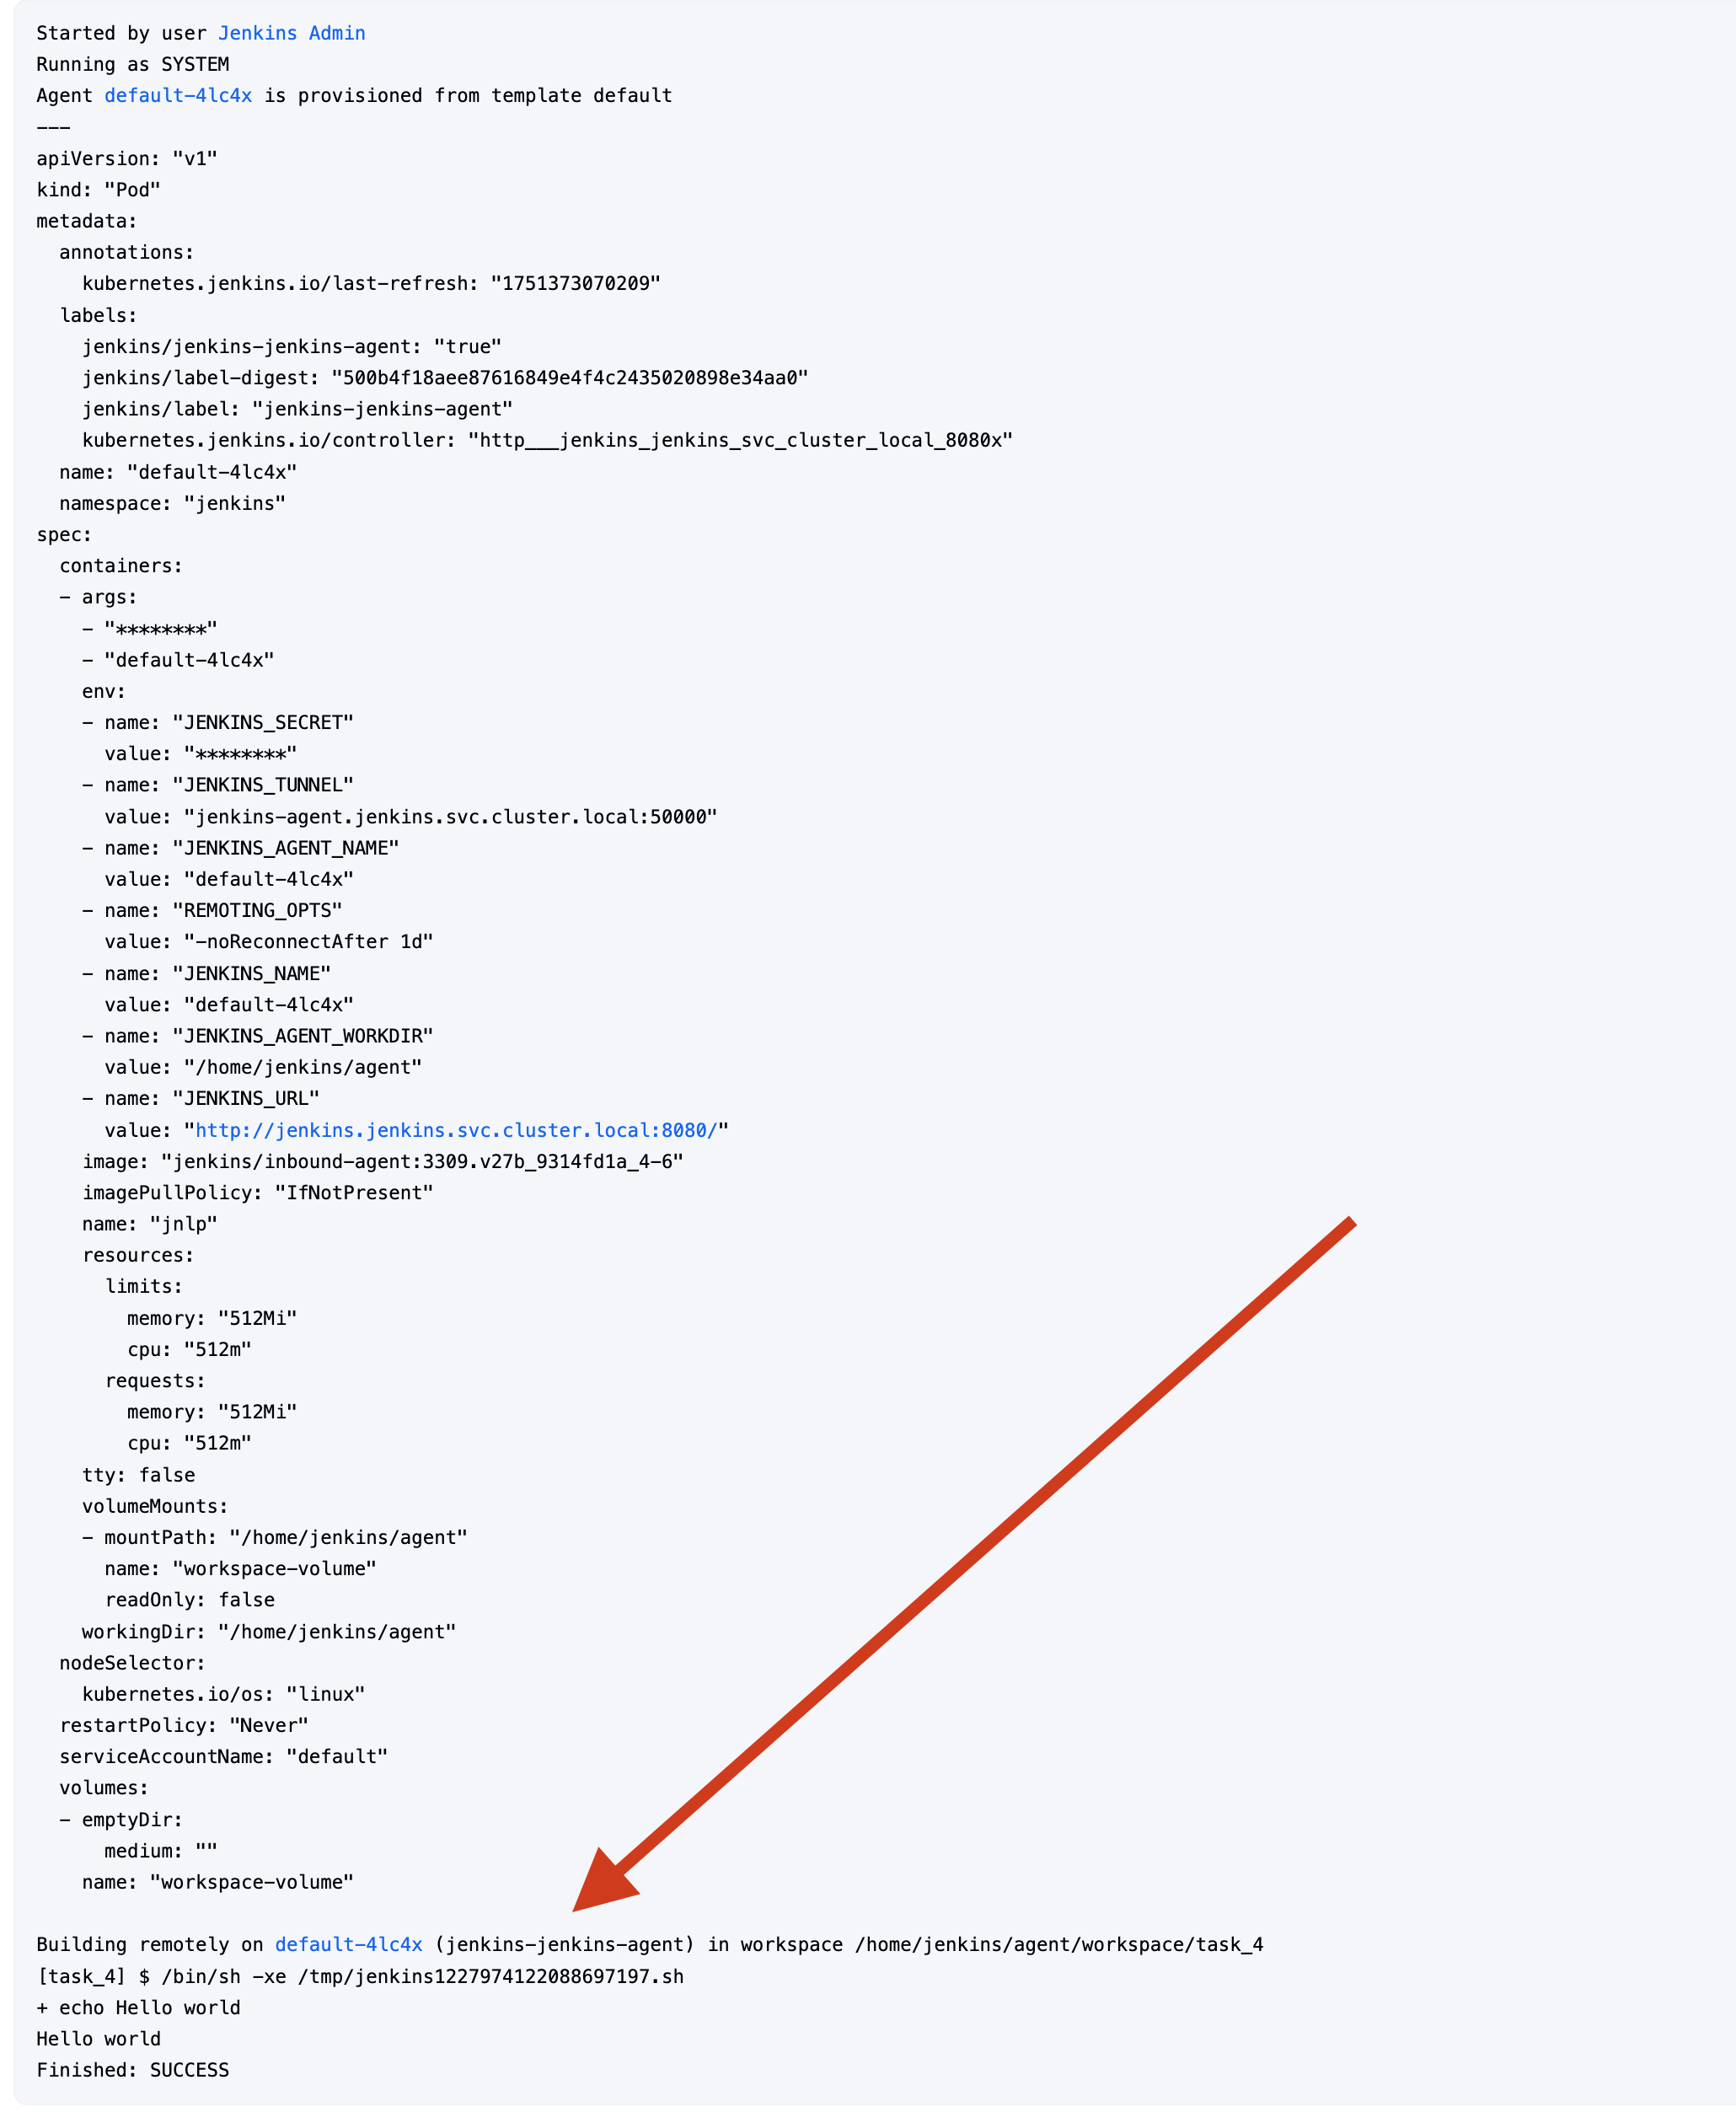 Started by user Jenkins Admin
Running as SYSTEM
Agent default-4lc4x is provisioned from template default
---
apiVersion: "v1"
kind: "Pod"
metadata:
  annotations:
    kubernetes.jenkins.io/last-refresh: "1751373070209"
  labels:
    jenkins/jenkins-jenkins-agent: "true"
    jenkins/label-digest: "500b4f18aee87616849e4f4c2435020898e34aa0"
    jenkins/label: "jenkins-jenkins-agent"
    kubernetes.jenkins.io/controller: "http___jenkins_jenkins_svc_cluster_local_8080x"
  name: "default-4lc4x"
  namespace: "jenkins"
spec:
  containers:
  - args:
    - "********"
    - "default-4lc4x"
    env:
    - name: "JENKINS_SECRET"
      value: "********"
    - name: "JENKINS_TUNNEL"
      value: "jenkins-agent.jenkins.svc.cluster.local:50000"
    - name: "JENKINS_AGENT_NAME"
      value: "default-4lc4x"
    - name: "REMOTING_OPTS"
      value: "-noReconnectAfter 1d"
    - name: "JENKINS_NAME"
      value: "default-4lc4x"
    - name: "JENKINS_AGENT_WORKDIR"
      value: "/home/jenkins/agent"
    - name: "JENKINS_URL"
      value: "http://jenkins.jenkins.svc.cluster.local:8080/"
    image: "jenkins/inbound-agent:3309.v27b_9314fd1a_4-6"
    imagePullPolicy: "IfNotPresent"
    name: "jnlp"
    resources:
      limits:
        memory: "512Mi"
        cpu: "512m"
      requests:
        memory: "512Mi"
        cpu: "512m"
    tty: false
    volumeMounts:
    - mountPath: "/home/jenkins/agent"
      name: "workspace-volume"
      readOnly: false
    workingDir: "/home/jenkins/agent"
  nodeSelector:
    kubernetes.io/os: "linux"
  restartPolicy: "Never"
  serviceAccountName: "default"
  volumes:
  - emptyDir:
      medium: ""
    name: "workspace-volume"
Building remotely on default-4lc4x (jenkins-jenkins-agent) in workspace /home/jenkins/agent/workspace/task_4
[task_4] $ /bin/sh -xe /tmp/jenkins1227974122088697197.sh
+ echo Hello world
Hello world
Finished: SUCCESS